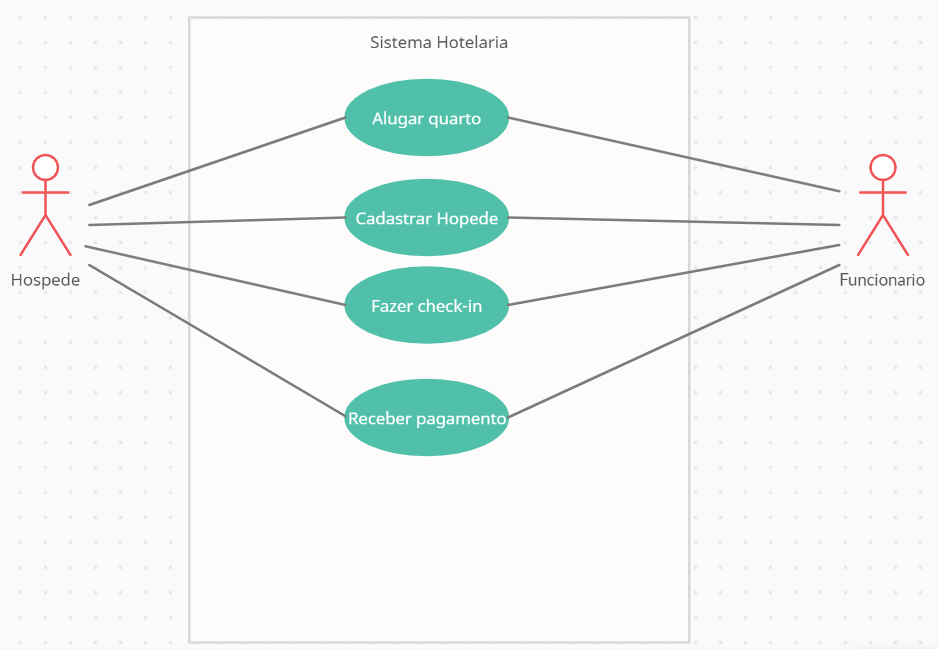 Sistema Hotelaria
Alugar quarto
Cadastrar Hopede
Fazer check-in
Hospede
Funcionario
Receber pagamento